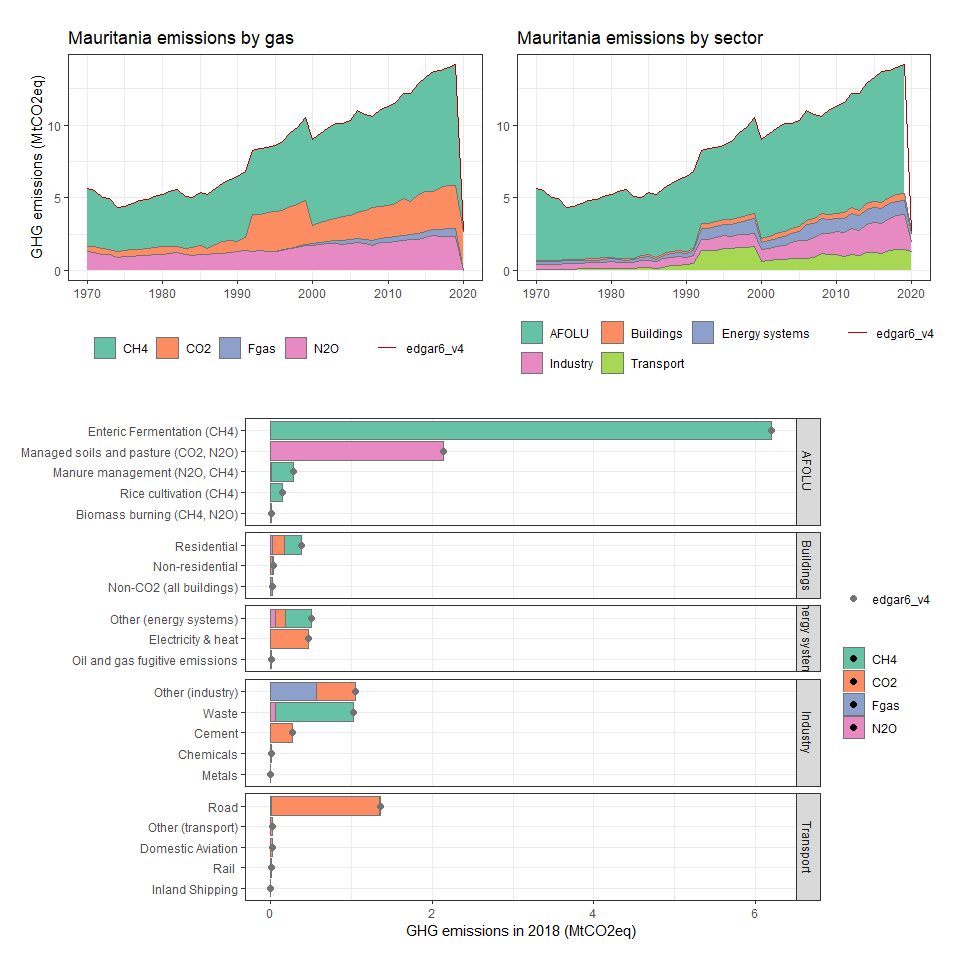 Mauritania emissions by gas
Mauritania emissions by sector
GHG emissions (MtCO2eq)
10
5
0
1970 1980 1990 2000 2010 2020
10
5
0
1970 1980 1990 2000 2010 2020
CH4 CO2 Fgas N2O edgar6_v4
AFOLU Buildings Energy systems edgar6_v4
Industry Transport
Enteric Fermentation (CH4)
Managed soils and pasture (CO2, N2O)
Manure management (N2O, CH4)
Rice cultivation (CH4)
Biomass burning (CH4, N2O)
AFOLU
Residential
Non-residential
Non-CO2 (all buildings)
Buildings
Other (energy systems)
Electricity & heat
Oil and gas fugitive emissions
nergy system
Other (industry)
Waste
Cement
Chemicals
Metals
Industry
Road
Other (transport)
Domestic Aviation
Rail
Inland Shipping
Transport
0 2 4 6
GHG emissions in 2018 (MtCO2eq)
edgar6_v4
CH4
CO2
Fgas
N2O